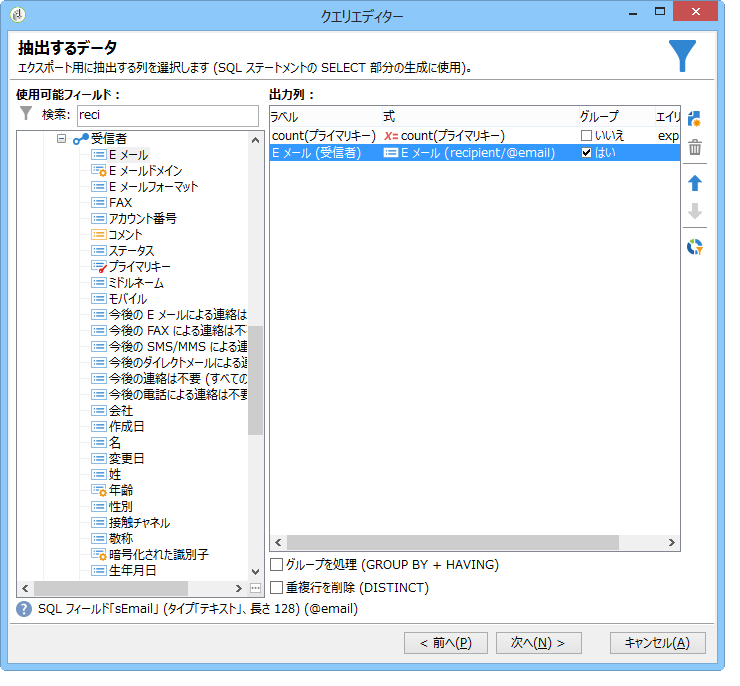 クエリエディター
抽出するデータ
エクスポート用に抽出する列を選択します (SQL ステートメントの SELECT 部分の生成に使用)。
使用可能フィールド：
検索: reci
受信者
E メール
E メールドメイン
E メールフォーマット
FAX
アカウント番号
コメント
ステータス
プライマリキー
ミドルネーム
モバイル
今後の E メールによる連絡は
今後の FAX による連絡は不
今後の SMS/MMS による連
今後のダイレクトメールによる連
今後の連絡は不要 (すべての
今後の電話による連絡は不要
会社
作成日
名
変更日
姓
年齢
性別
接触チャネル
敬称
暗号化された識別子
生年月日
出力列：
ラベル 式 グループ エイリ
count(プライマリキー) X= count(プライマリキー) いいえ exp
E メール (受信者) E メール (recipient/@email) はい
グループを処理 (GROUP BY + HAVING)
重複行を削除 (DISTINCT)
SQL フィールド「sEmail」 (タイプ「テキスト」、長さ 128) (@email)
< 前へ(P) 次へ(N) > キャンセル(A)